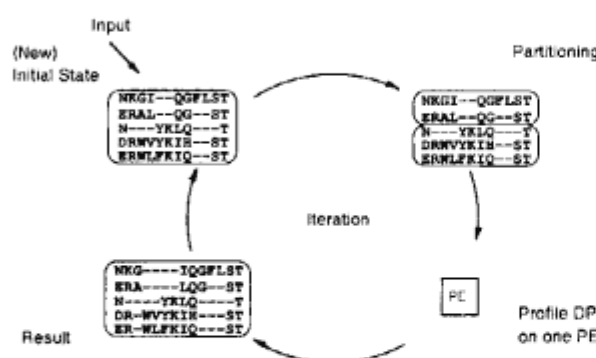 Input
(New)
Initial State
NKGI--QGFLST
ERAL--QG--ST
N---YKLQ---T
DRWVYKIH--ST
ERWLFKIQ--ST
Partitioning
NKGI--QGFLST
ERAL--QG--ST
N---YKLQ---T
DRWVYKIH--ST
ERWLFKIQ--ST
Iteration
NKG----IQGFLST
ERA----LQG--ST
N----YKLQ----T
DR-WVYKIH---ST
ER-WLFKIQ---ST
Result
PE
Profile DP
on one PE